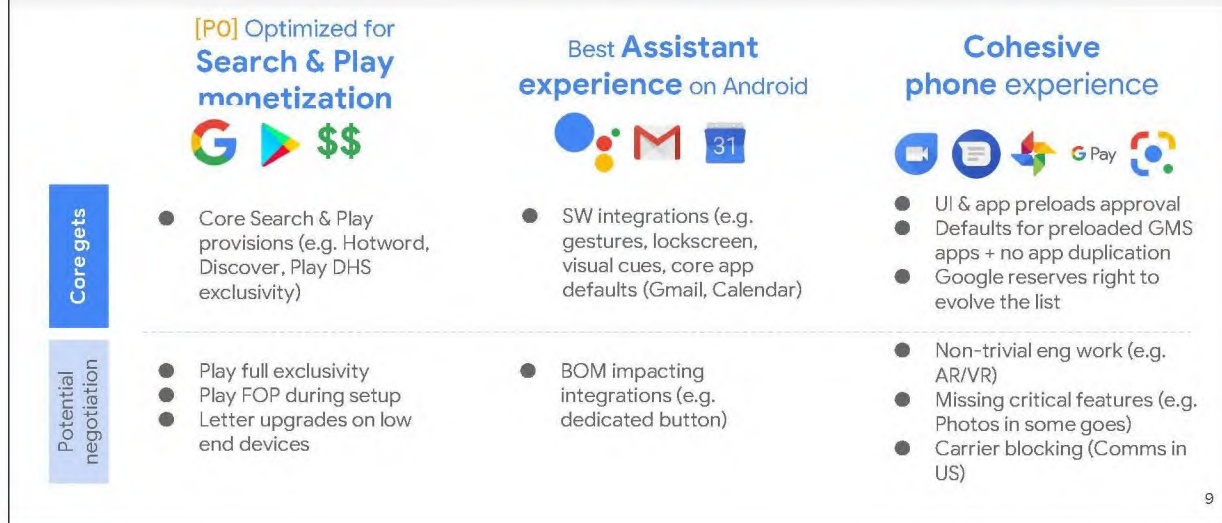 [P0] Optimized for
Search & Play
monetization
$$
Best Assistant
experience on Android
31
Cohesive
phone experience
G Pay
Core gets
Core Search & Play
provisions (e.g. Hotword,
Discover, Play DHS
exclusivity)
SW integrations (e.g.
gestures, lockscreen,
visual cues, core app
defaults (Gmail, Calendar)
UI & app preloads approval
Defaults for preloaded GMS
apps + no app duplication
Google reserves right to
evolve the list
Potential
negotiation
Play full exclusivity
Play FOP during setup
Letter upgrades on low
end devices
BOM impacting
integrations (e.g.
dedicated button)
Non-trivial eng work (e.g.
AR/VR)
Missing critical features (e.g.
Photos in some goes)
Carrier blocking (Comms in
US)
9